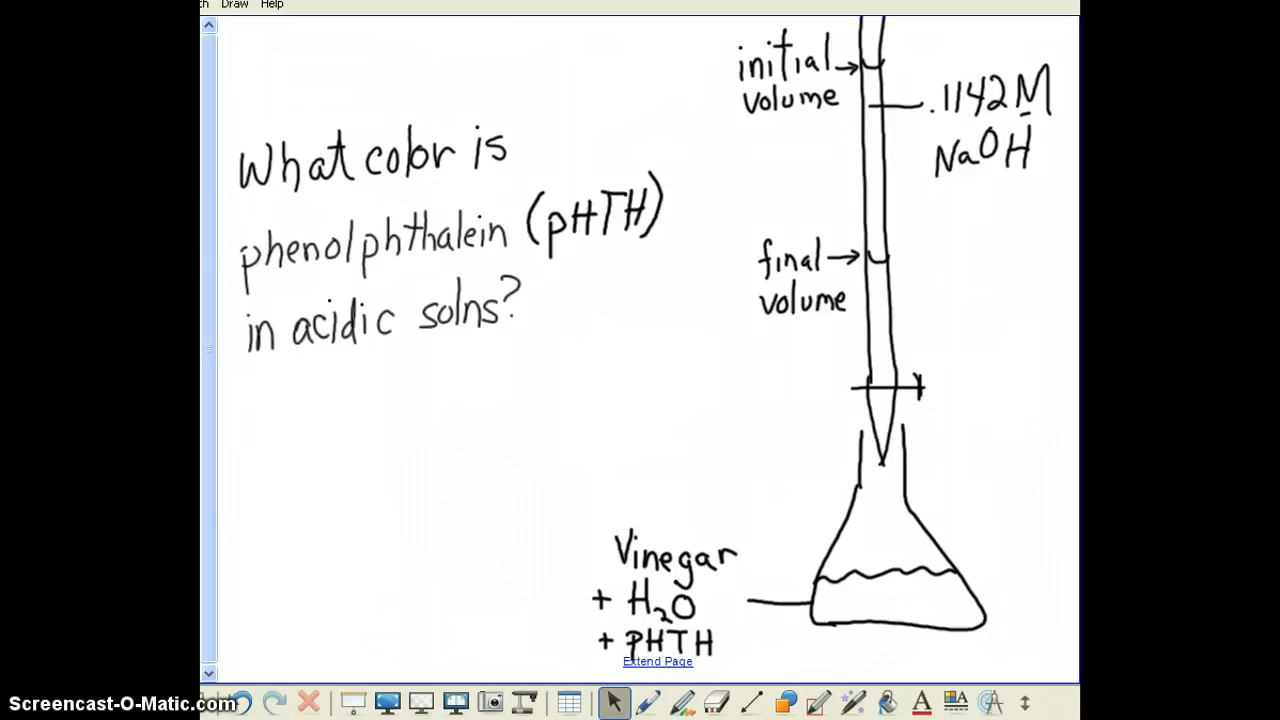 Draw Help
What color is
phenolphthalein (pHTH)
in acidic solns?
initial
volume
.1142 M
NaOH
final
volume
Vinegar
+ H₂O
+ pHTH
Extend Page
Screencast-O-Matic.com